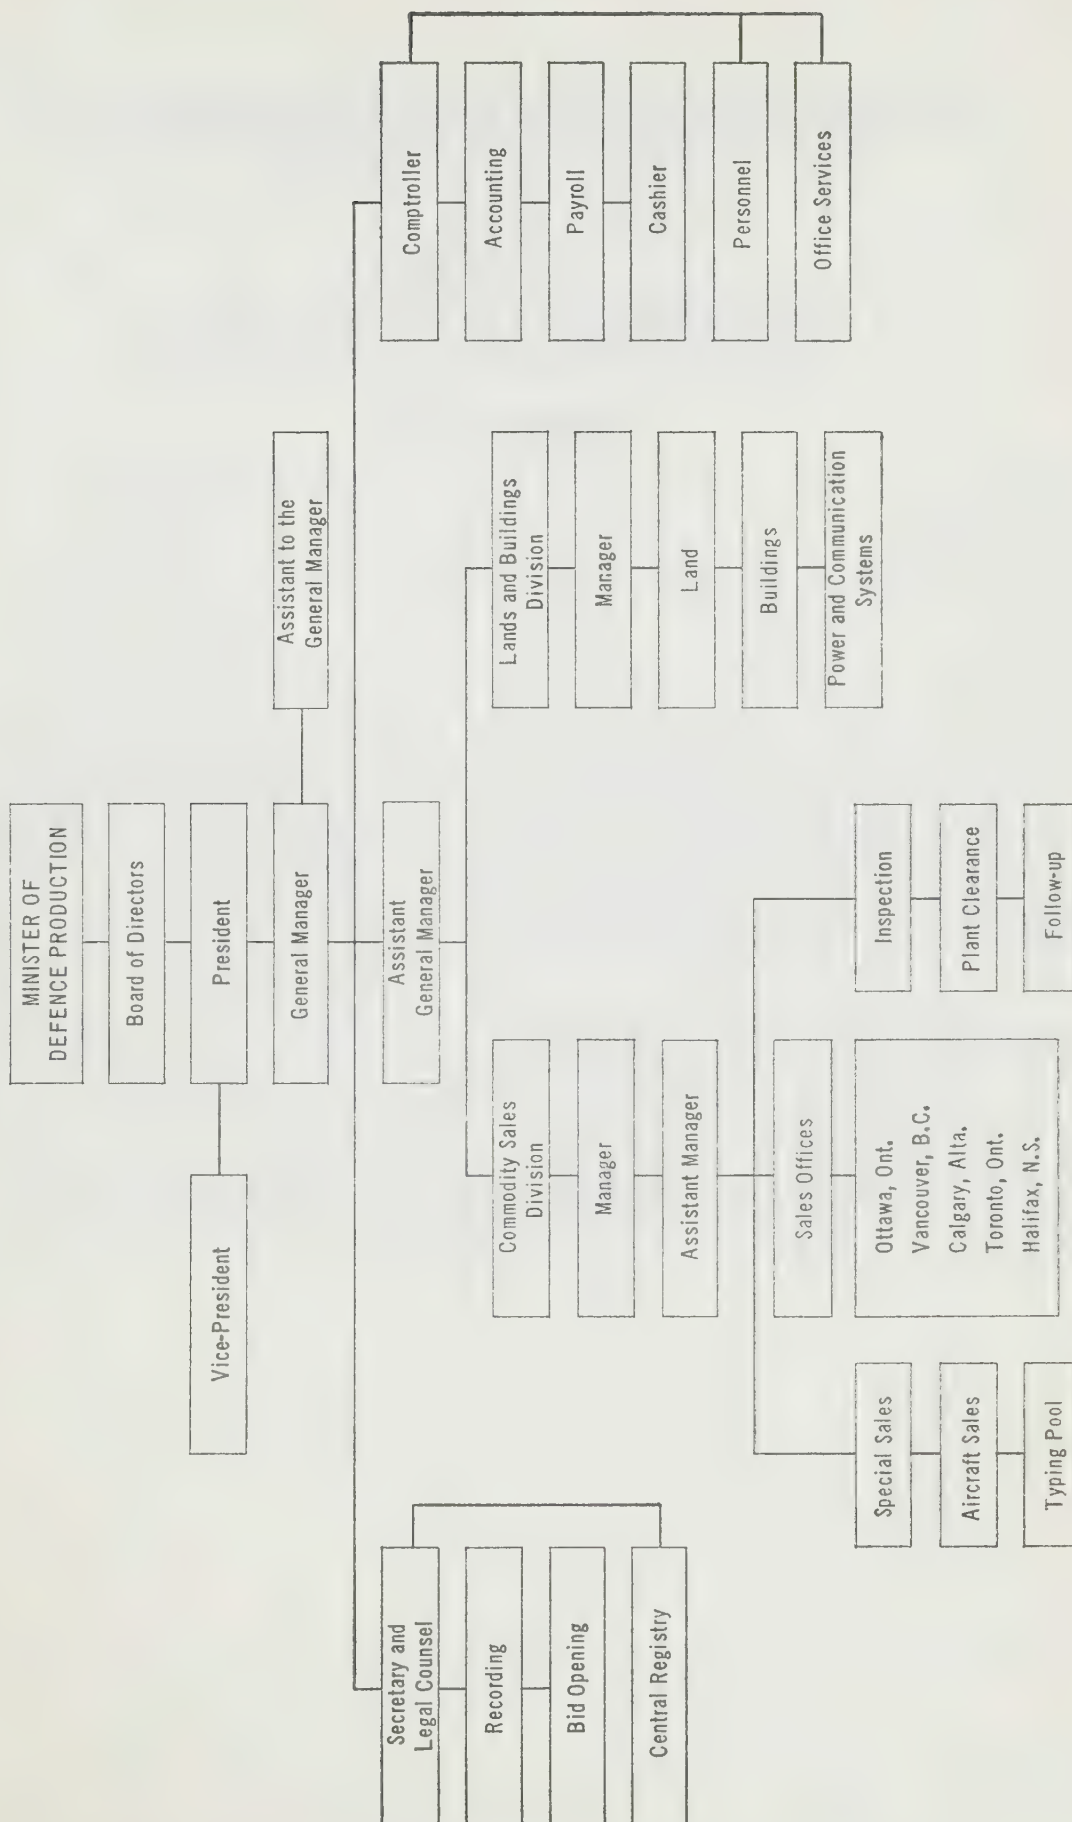 MINISTER OF
DEFENCE PRODUCTION
Board of Directors
Vice-President
President
General Manager
Assistant to the
General Manager
Secretary and
Legal Counsel
Recording
Bid Opening
Central Registry
Assistant
General Manager
Commodity Sales
Division
Manager
Assistant Manager
Special Sales
Aircraft Sales
Typing Pool
Sales Offices
Ottawa, Ont.
Vancouver, B.C.
Calgary, Alta.
Toronto, Ont.
Halifax, N.S.
Inspection
Plant Clearance
Follow-up
Lands and Buildings
Division
Manager
Land
Buildings
Power and Communication
Systems
Comptroller
Accounting
Payroll
Cashier
Personnel
Office Services